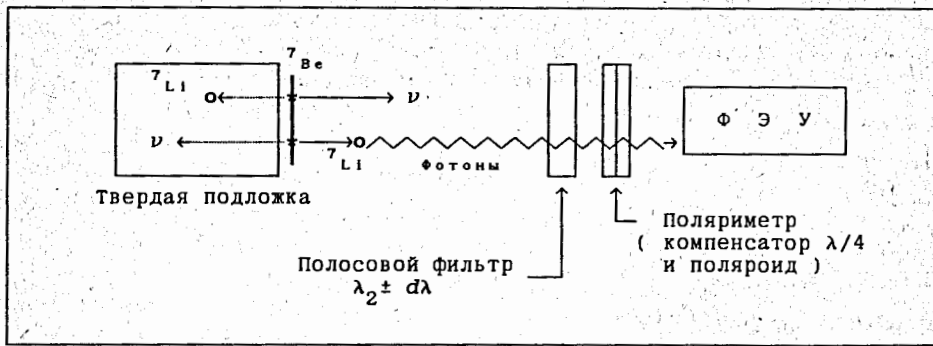 ⁷Be
⁷Li
ν
ν
⁷Li
Фотоны
Ф Э У
Твердая подложка
Поляриметр
( компенсатор λ/4
и поляроид )
Полосовой фильтр
λ₂ ± dλ